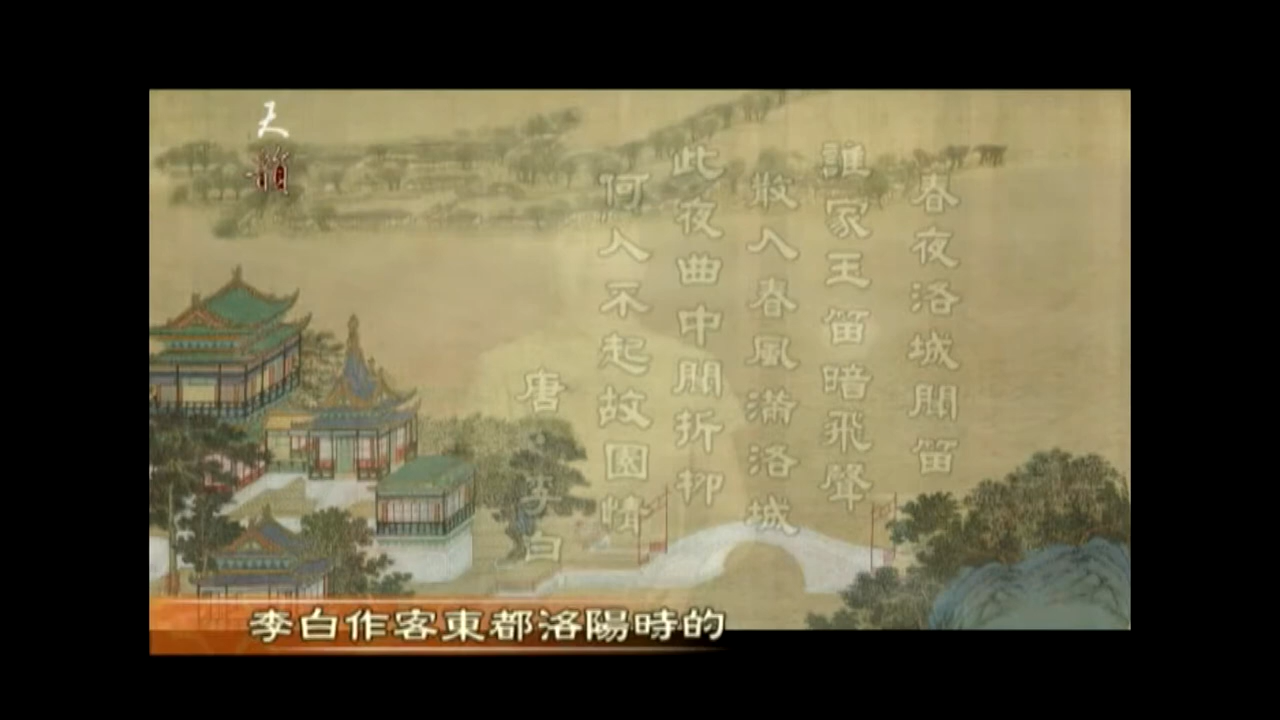 天韻
春夜洛城聞笛
誰家玉笛暗飛聲
散入春風滿洛城
此夜曲中聞折柳
何人不起故園情
唐 李白
李白作客東都洛陽時的